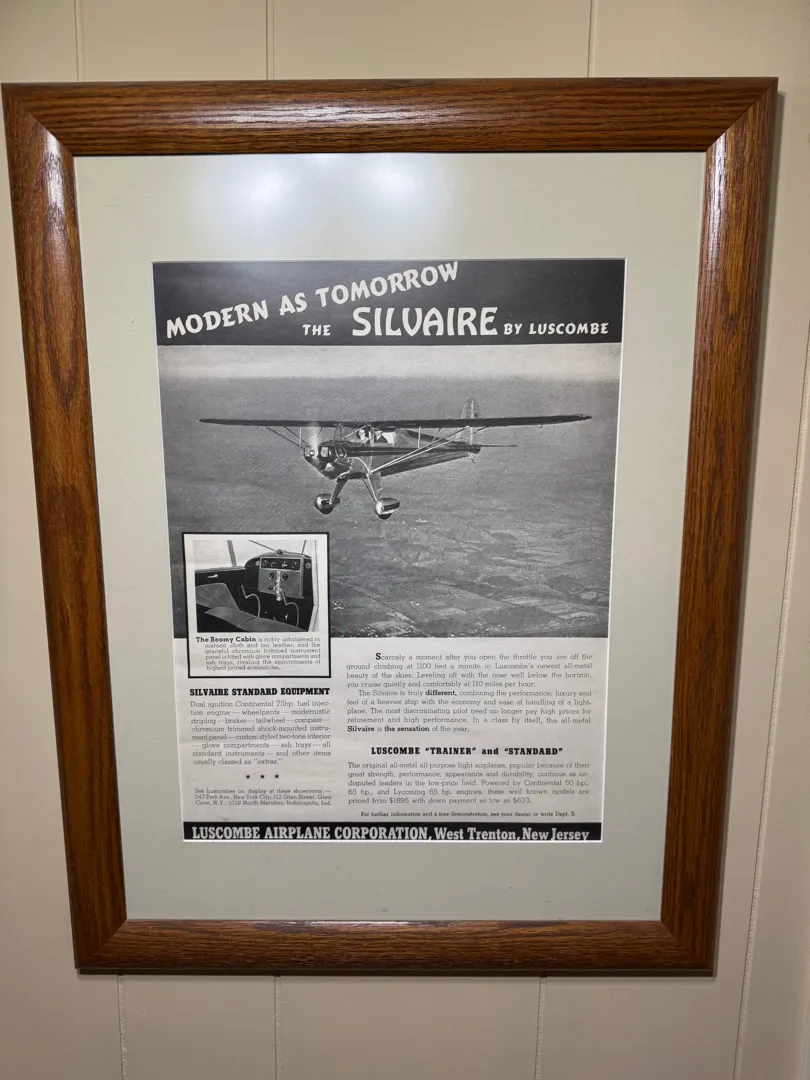 MODERN AS TOMORROW
THE SILVAIRE BY LUSCOMBE
The Roomy Cabin is richly upholstered in
maroon cloth and tan leather, and the
graceful chromium trimmed instrument
panel is fitted with glove compartments and
ash trays, rivaling the appointments of
highest priced automobiles.
SILVAIRE STANDARD EQUIPMENT
Dual ignition Continental 75hp. fuel injec-
tion engine — wheelpants — modernistic
striping — brakes — tailwheel — compass —
chromium trimmed shock-mounted instru-
ment panel — custom styled two-tone interior
— glove compartments — ash trays — all
standard instruments — and other items
usually classed as "extras."
* * *
See Luscombes on display at these showrooms: —
247 Park Ave., New York City; 112 Glen Street, Glen
Cove, N.Y.; 1018 North Meridian, Indianapolis, Ind.
Scarcely a moment after you open the throttle you are off the
ground climbing at 1100 feet a minute in Luscombe's newest all-metal
beauty of the skies. Leveling off with the nose well below the horizon,
you cruise quietly and comfortably at 110 miles per hour.
The Silvaire is truly different, combining the performance, luxury and
feel of a heavier ship with the economy and ease of handling of a light-
plane. The most discriminating pilot need no longer pay high prices for
refinement and high performance. In a class by itself, the all-metal
Silvaire is the sensation of the year.
LUSCOMBE "TRAINER" and "STANDARD"
The original all-metal all-purpose light airplanes, popular because of their
great strength, performance, appearance and durability, continue as un-
disputed leaders in the low-price field. Powered by Continental 50 hp.,
65 hp., and Lycoming 65 hp. engines, these well known models are
priced from $1895 with down payment as low as $633.
For further information and a free demonstration, see your dealer or write Dept. S.
LUSCOMBE AIRPLANE CORPORATION, West Trenton, New Jersey